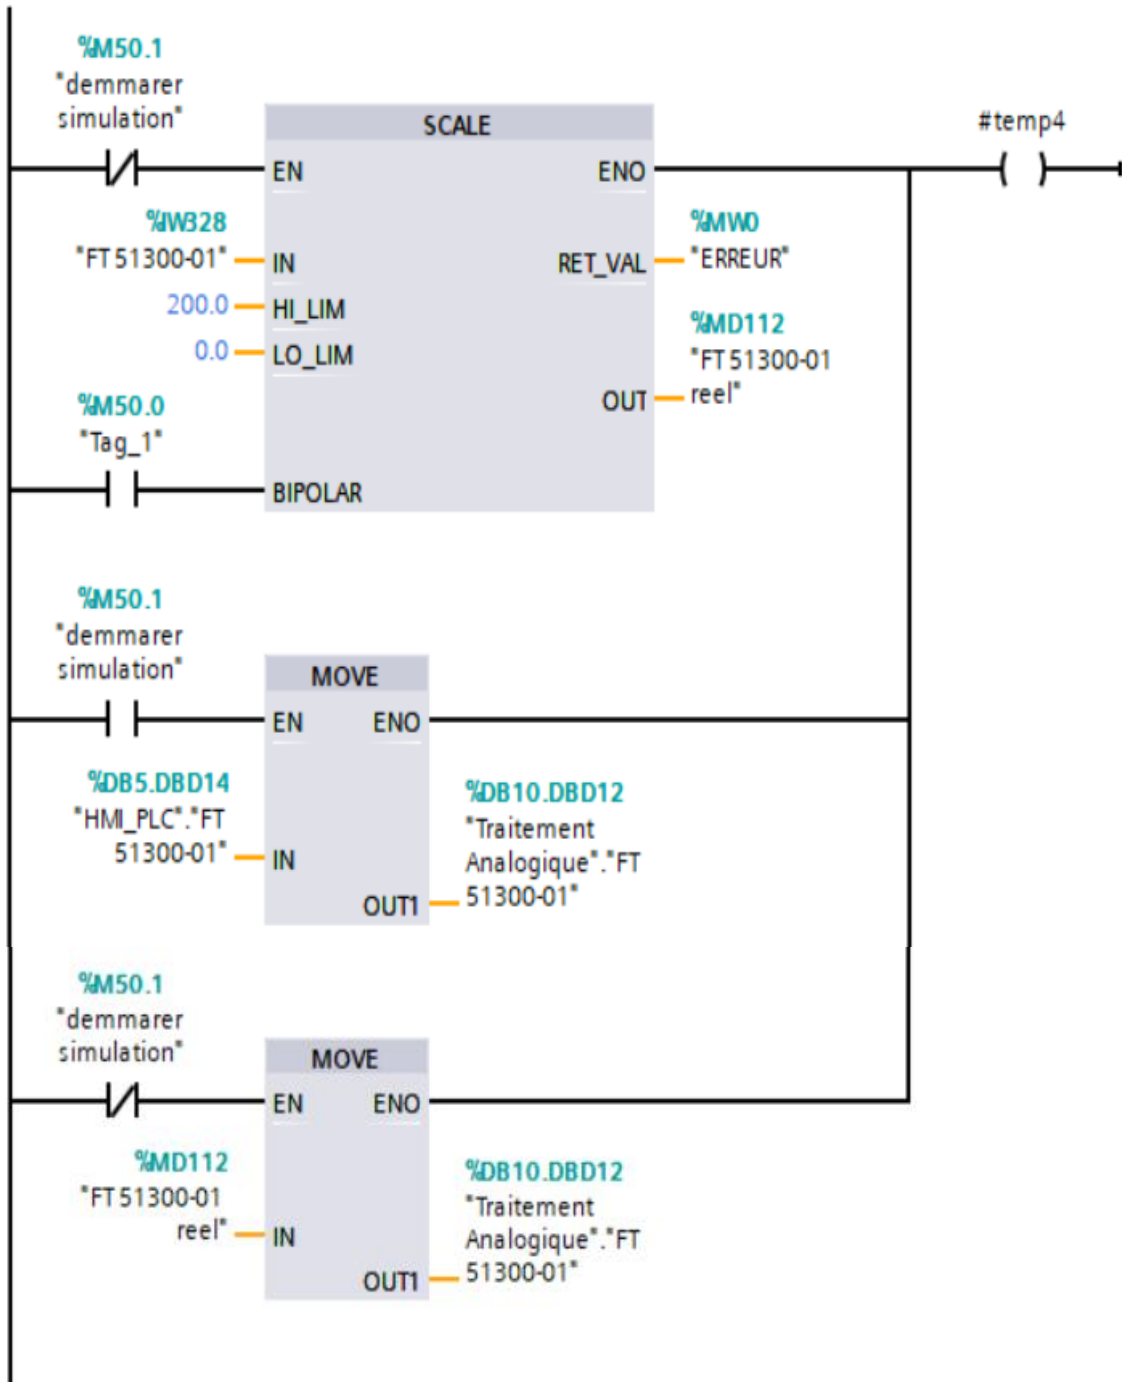 %M50.1
"demmarer
simulation"
SCALE
#temp4
EN
ENO
%IW328
"FT 51300-01"
IN
%MW0
"ERREUR"
RET_VAL
200.0
HI_LIM
0.0
LO_LIM
%MD112
"FT 51300-01
reel"
OUT
%M50.0
"Tag_1"
BIPOLAR
%M50.1
"demmarer
simulation"
MOVE
EN
ENO
%DB5.DBD14
"HMI_PLC"."FT
51300-01"
IN
%DB10.DBD12
"Traitement
Analogique"."FT
51300-01"
OUT1
%M50.1
"demmarer
simulation"
MOVE
EN
ENO
%MD112
"FT 51300-01
reel"
IN
%DB10.DBD12
"Traitement
Analogique"."FT
51300-01"
OUT1